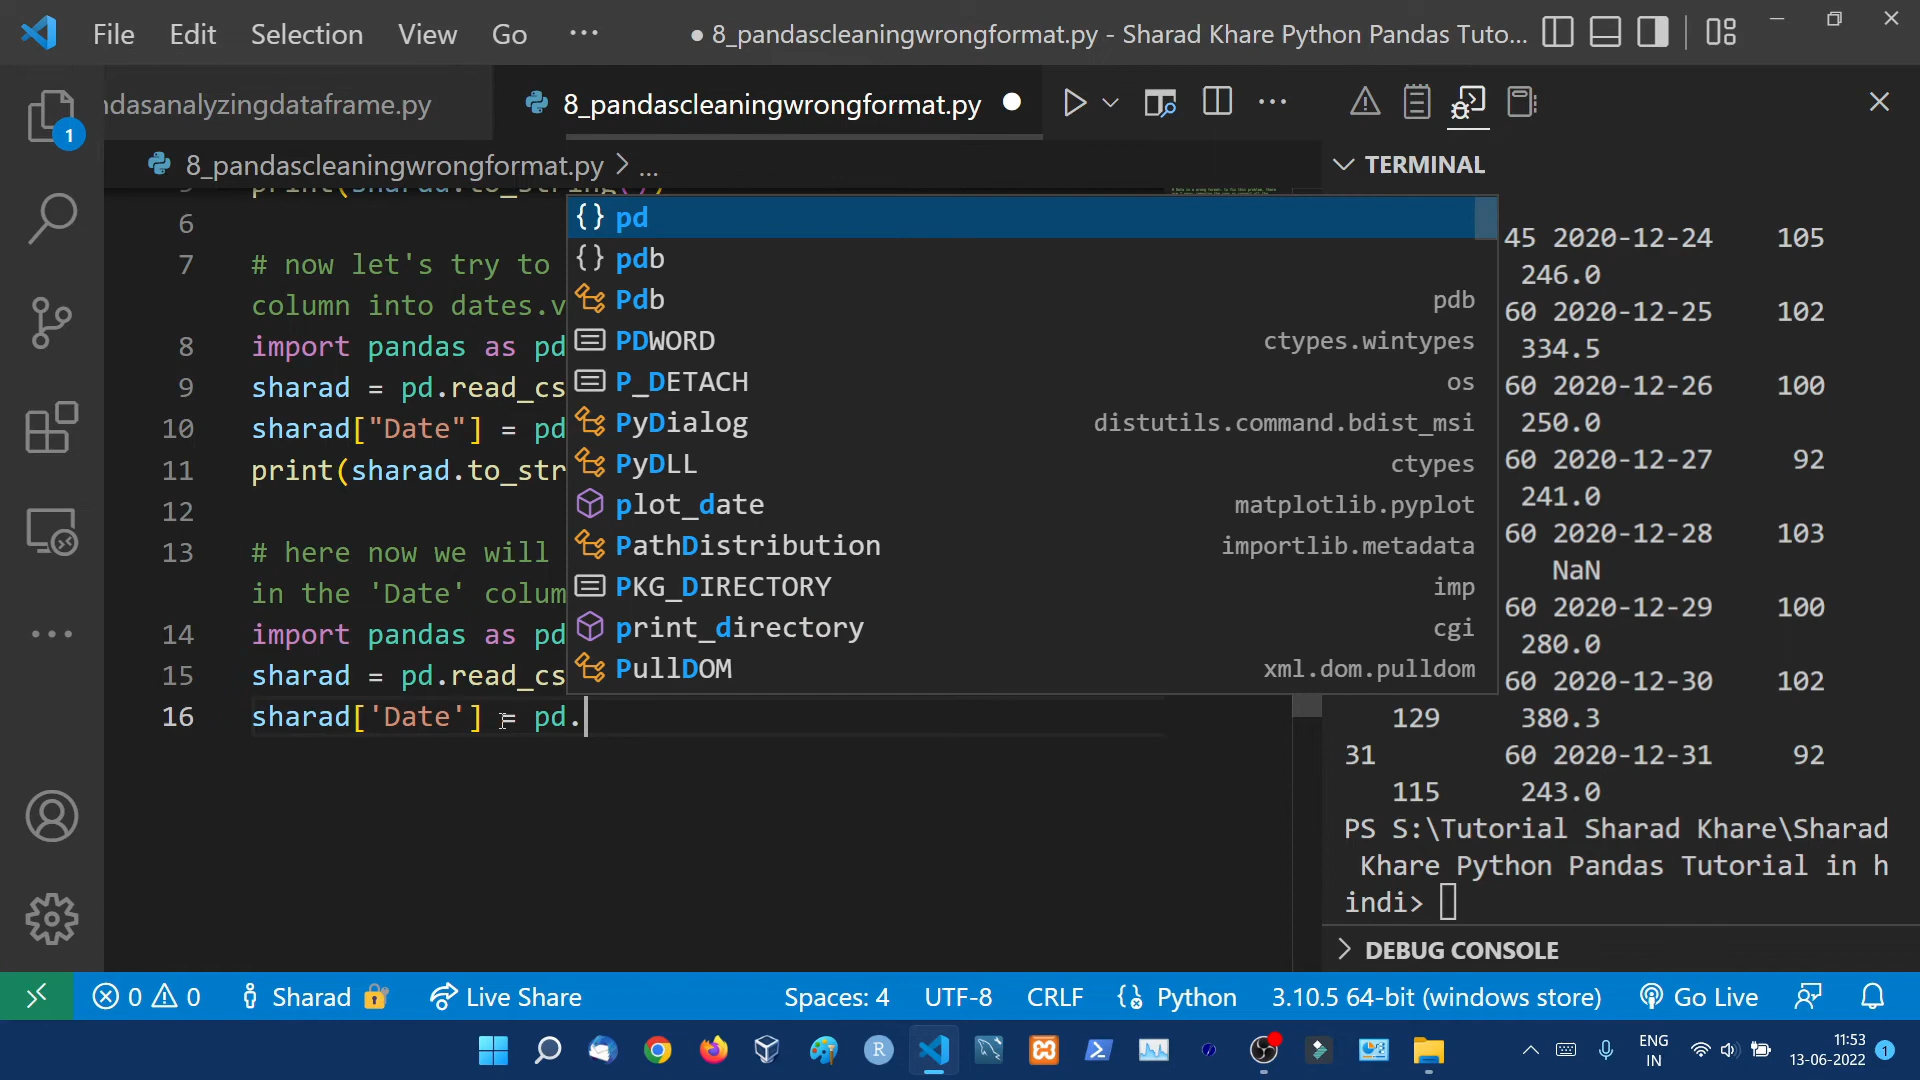 File Edit Selection View Go ··· ● 8_pandascleaningwrongformat.py - Sharad Khare Python Pandas Tuto...
ndasanalyzingdataframe.py 8_pandascleaningwrongformat.py
1
8_pandascleaningwrongformat.py > ...
TERMINAL
print(sharad.to_string())
6
7 # now let's try to
column into dates.v
8 import pandas as pd
9 sharad = pd.read_cs
10 sharad["Date"] = pd
11 print(sharad.to_str
12
13 # here now we will
in the 'Date' colum
14 import pandas as pd
15 sharad = pd.read_cs
16 sharad['Date'] = pd.
{} pd
{} pdb
Pdb pdb
PDWORD ctypes.wintypes
P_DETACH os
PyDialog distutils.command.bdist_msi
PyDLL ctypes
plot_date matplotlib.pyplot
PathDistribution importlib.metadata
PKG_DIRECTORY imp
print_directory cgi
PullDOM xml.dom.pulldom
45 2020-12-24 105
246.0
60 2020-12-25 102
334.5
60 2020-12-26 100
250.0
60 2020-12-27 92
241.0
60 2020-12-28 103
NaN
60 2020-12-29 100
280.0
60 2020-12-30 102
129 380.3
31 60 2020-12-31 92
115 243.0
PS S:\Tutorial Sharad Khare\Sharad
Khare Python Pandas Tutorial in h
indi>
DEBUG CONSOLE
0 0 Sharad Live Share Spaces: 4 UTF-8 CRLF Python 3.10.5 64-bit (windows store) Go Live
R ENG 11:53
IN 13-06-2022 1